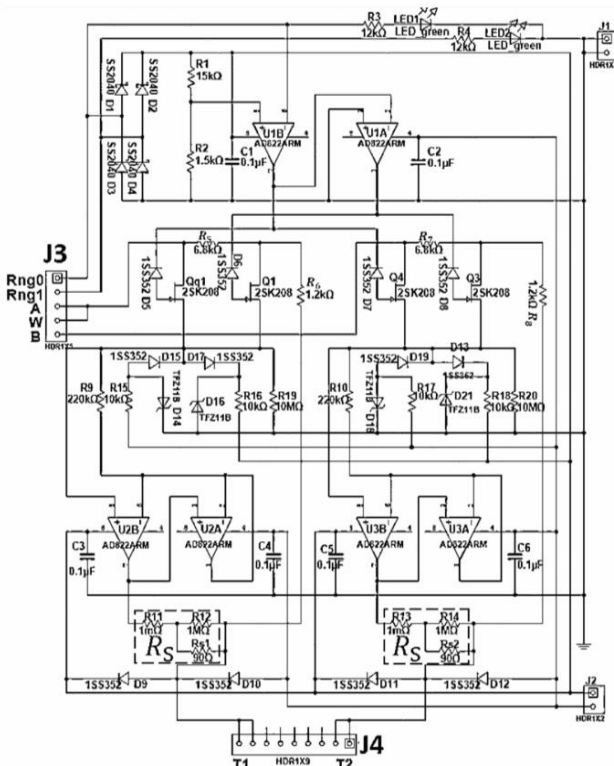 R3
LED1
12kΩ
LED green
R4
LED2
12kΩ
LED green
J1
HDR1X
SS2040 D1
SS2040 D2
SS2040 D3
SS2040 D4
R1
15kΩ
R2
1.5kΩ
C1
0.1µF
U1B
AD822ARM
U1A
AD822ARM
C2
0.1µF
J3
Rng0
Rng1
A
W
B
HDR1X5
R5
6.8kΩ
R7
6.8kΩ
1SS352 D5
D6
1SS352
Qq1
2SK208
Q1
2SK208
R6
1.2kΩ
1SS352
D7
Q4
2SK208
1SS352 D8
Q3
2SK208
1.2kΩ R8
1SS352
D15
D17
1SS352
1SS352
D19
D13
1SS352
R9
220kΩ
R15
10kΩ
TFZ11B
D14
D16
TFZ11B
R16
10kΩ
R19
10MΩ
R10
220kΩ
TFZ11B
D18
R17
10kΩ
D21
TFZ11B
R18
10kΩ
R20
10MΩ
U2B
AD822ARM
U2A
AD822ARM
U3B
AD822ARM
U3A
AD622ARM
C3
0.1µF
C4
0.1µF
C5
0.1µF
C6
0.1µF
R11
1mΩ
R12
1MΩ
Rs1
90Ω
RS
R13
1mΩ
R14
1MΩ
Rs2
90Ω
RS
1SS352
D9
1SS352
D10
1SS352
D11
1SS352
D12
J2
HDR1X2
J4
T1
HDR1X9
T2